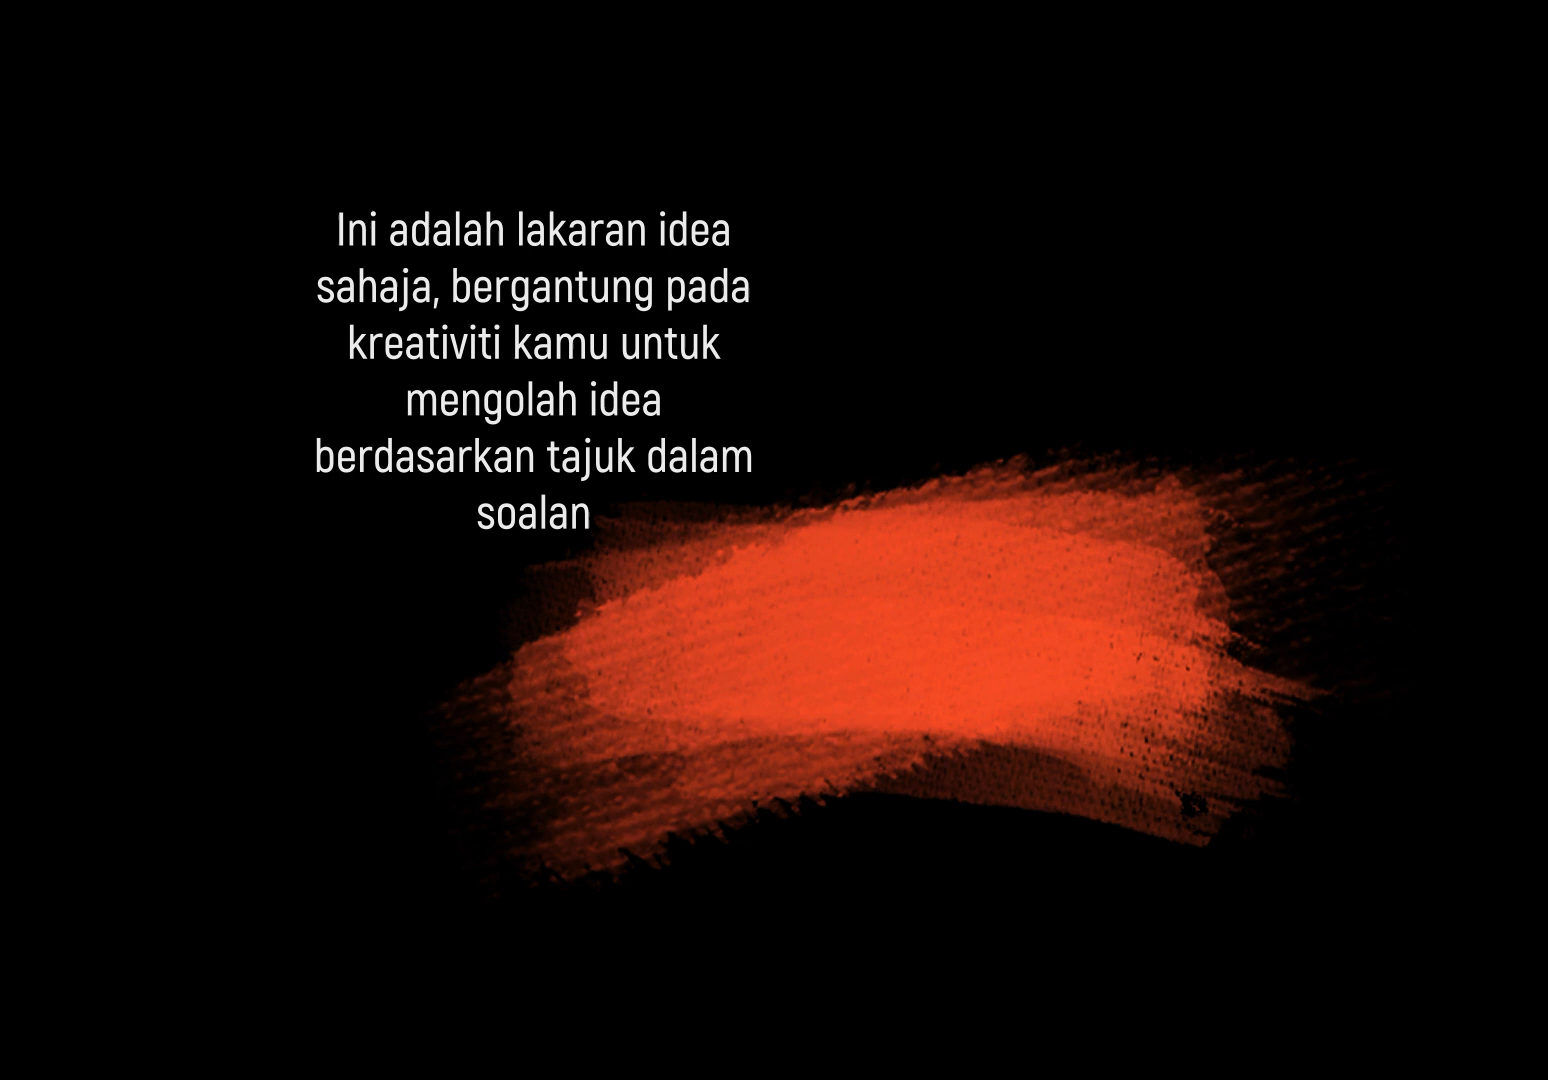 Ini adalah lakaran idea
sahaja, bergantung pada
kreativiti kamu untuk
mengolah idea
berdasarkan tajuk dalam
soalan